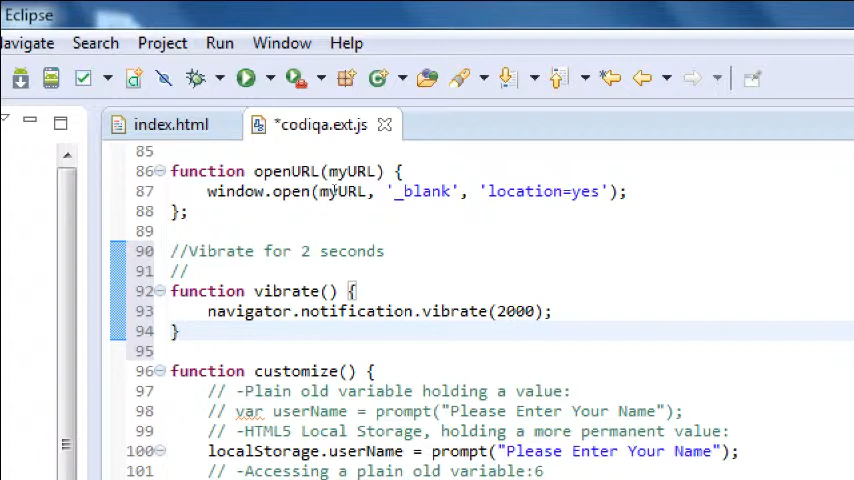 Eclipse
Navigate Search Project Run Window Help
index.html *codiqa.ext.js
85
86 function openURL(myURL) {
87 window.open(myURL, '_blank', 'location=yes');
88 };
90 //Vibrate for 2 seconds
91 //
92 function vibrate() {
93 navigator.notification.vibrate(2000);
94 }
95
96 function customize() {
97 // -Plain old variable holding a value:
98 // var userName = prompt("Please Enter Your Name");
99 // -HTML5 Local Storage, holding a more permanent value:
100 localStorage.userName = prompt("Please Enter Your Name");
101 // -Accessing a plain old variable:6